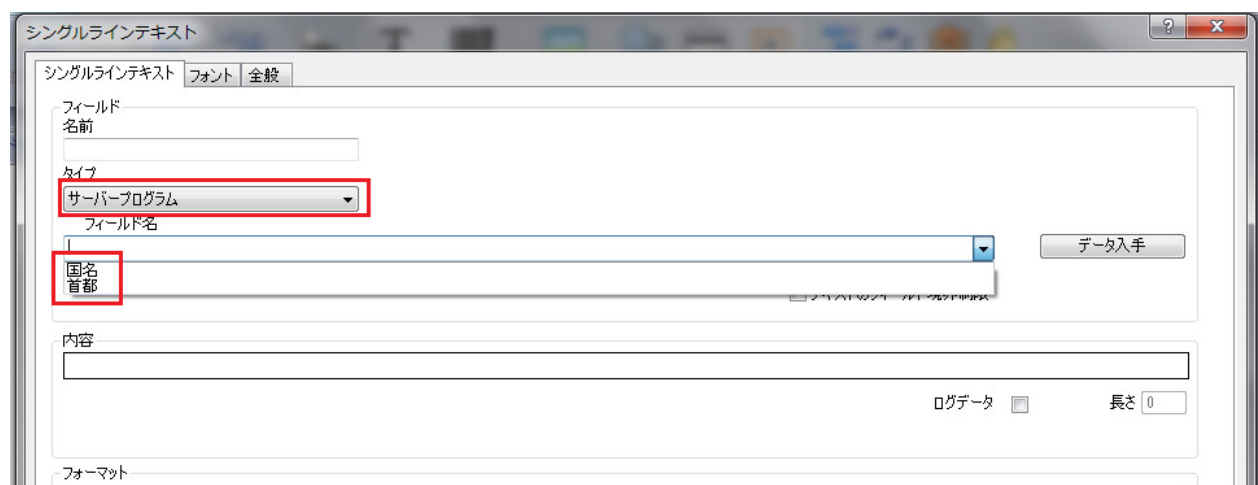 シングルラインテキスト
シングルラインテキスト フォント 全般
フィールド
名前
タイプ
サーバープログラム
フィールド名
データ入手
国名
首都
内容
ログデータ 長さ 0
フォーマット